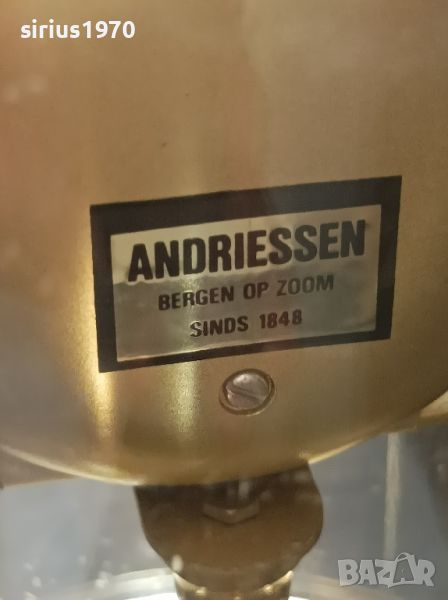 sirius1970
ANDRIESSEN
BERGEN OP ZOOM
SINDS 1848
BAZAR